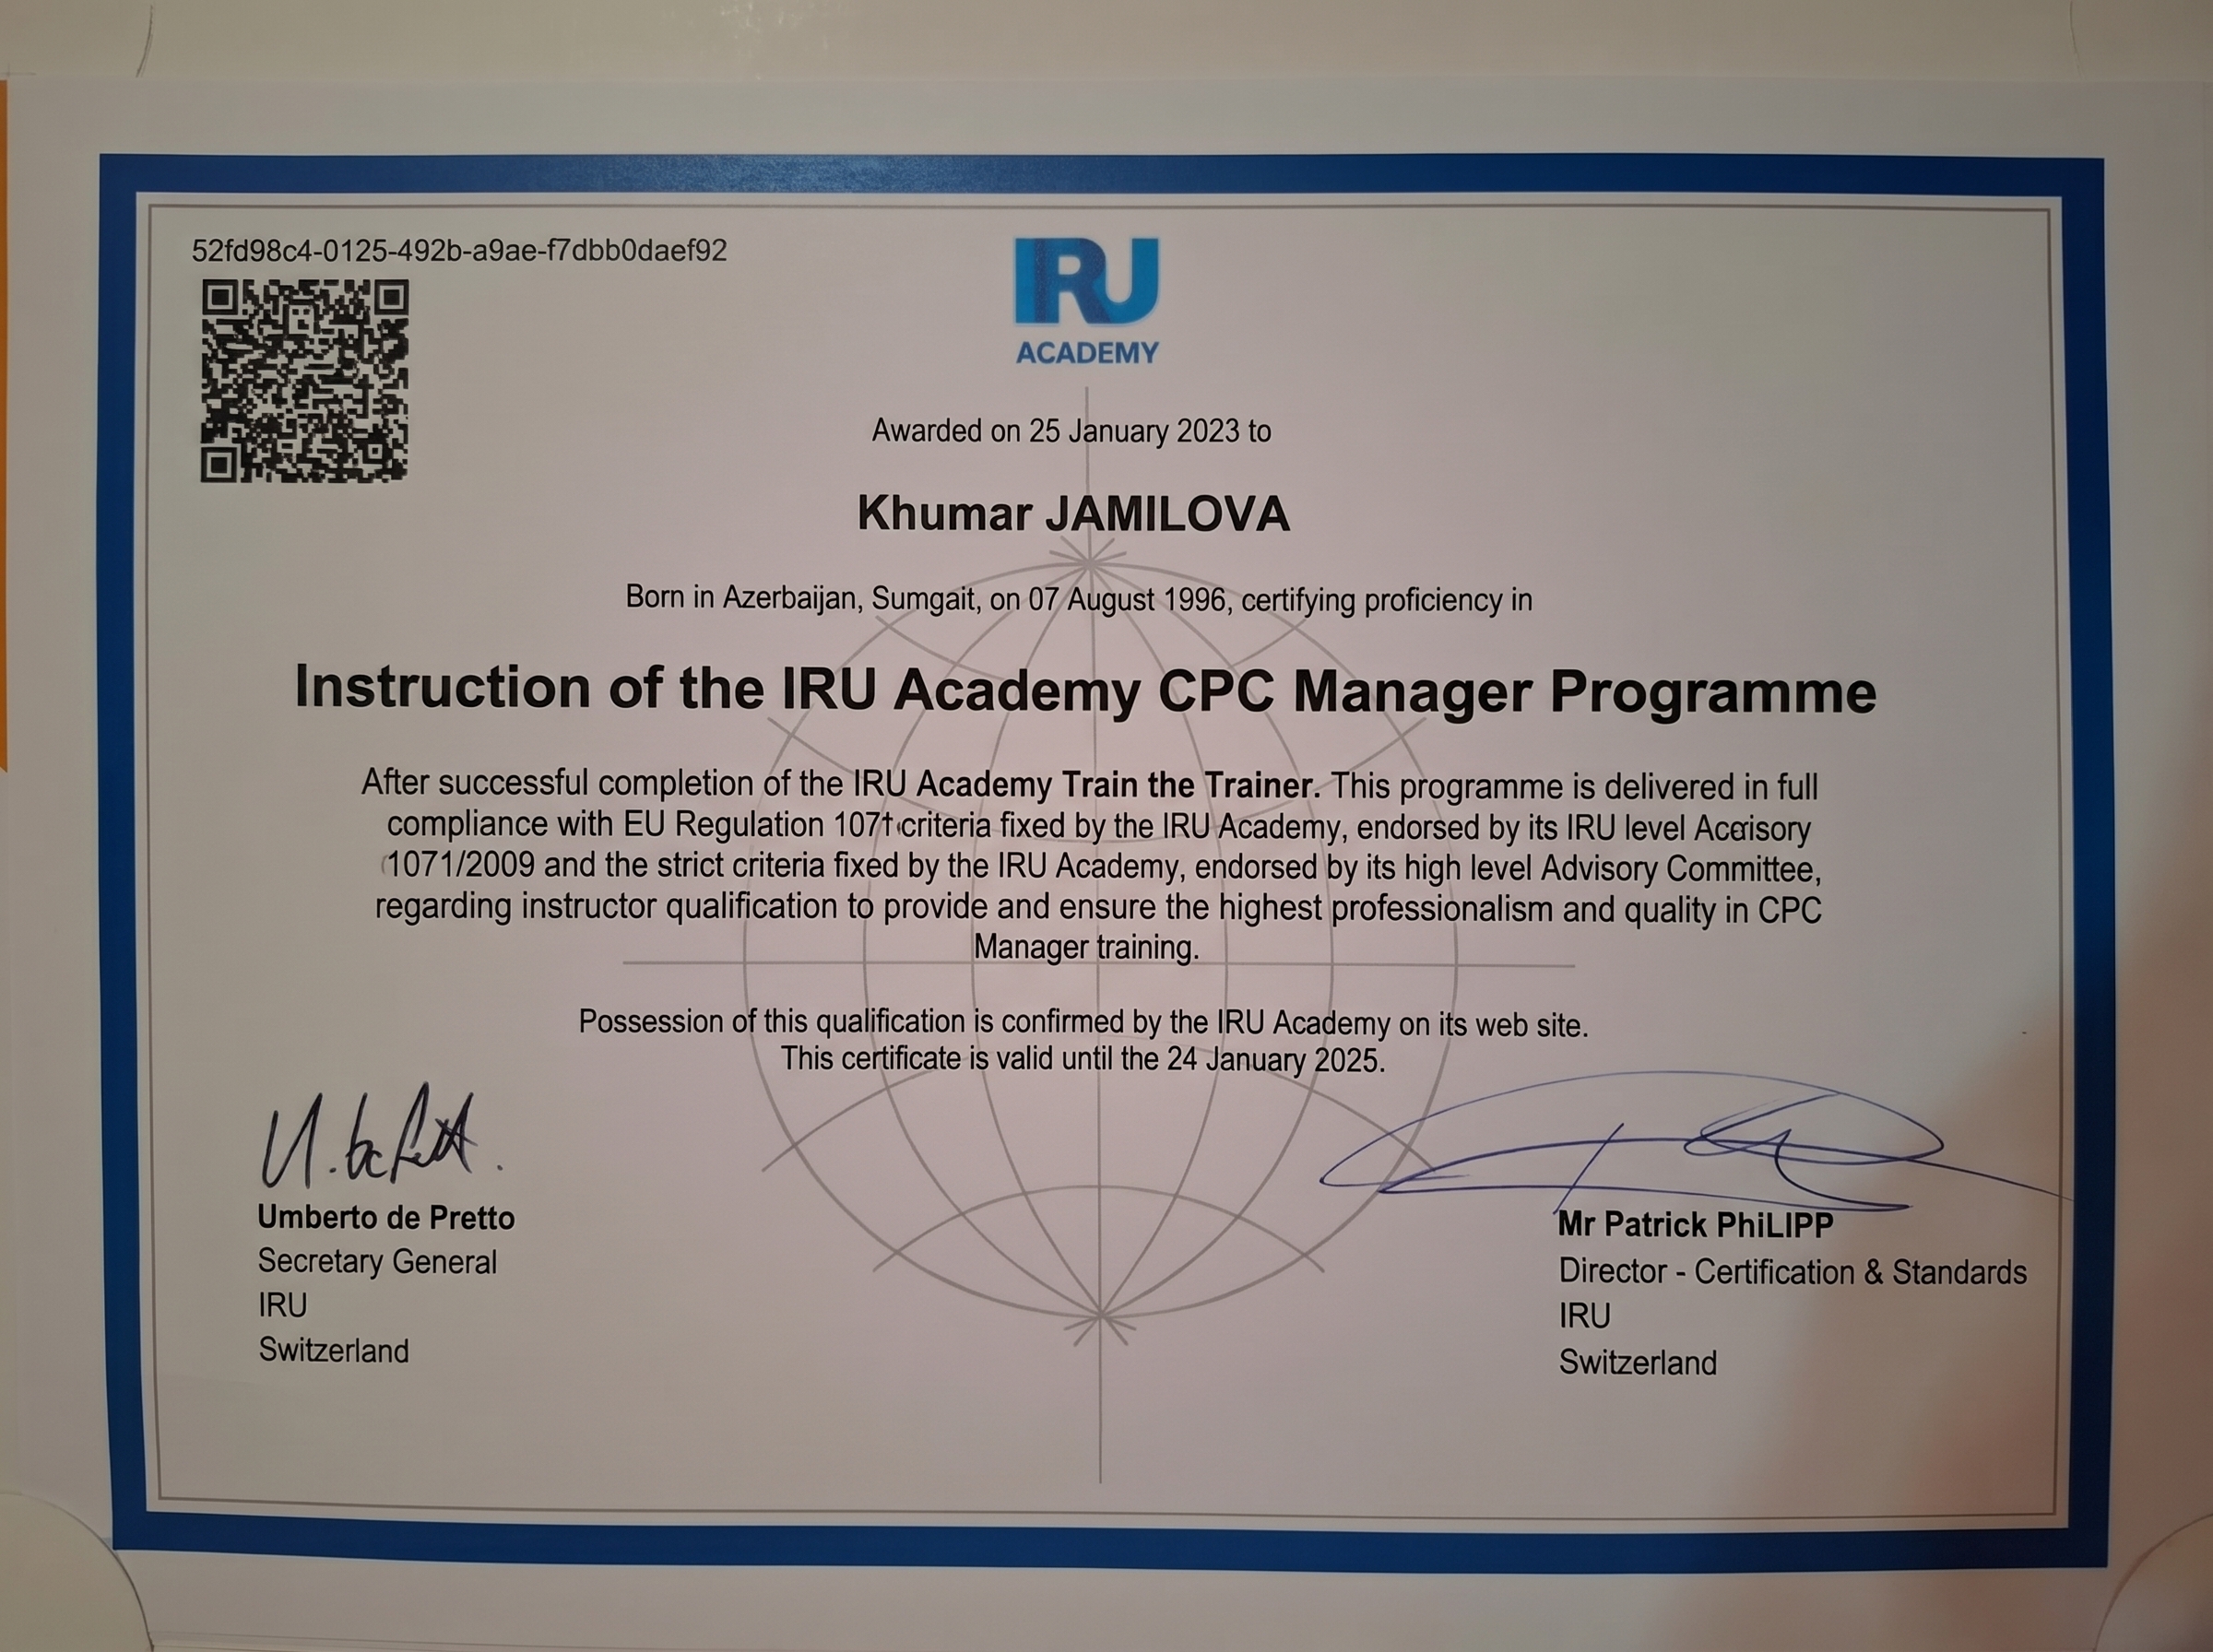 52fd98c4-0125-492b-a9ae-f7dbb0daef92
IRU
ACADEMY
Awarded on 25 January 2023 to
Khumar JAMILOVA
Born in Azerbaijan, Sumgait, on 07 August 1996, certifying proficiency in
Instruction of the IRU Academy CPC Manager Programme
After successful completion of the IRU Academy Train the Trainer. This programme is delivered in full
compliance with EU Regulation criteria fixed by the IRU Academy, endorsed by its IRU level
1071/2009 and the strict criteria fixed by the IRU Academy, endorsed by its high level Advisory Committee,
regarding instructor qualification to provide and ensure the highest professionalism and quality in CPC
Manager training.
Possession of this qualification is confirmed by the IRU Academy on its web site.
This certificate is valid until the 24 January 2025.
Umberto de Pretto
Secretary General
IRU
Switzerland
Mr Patrick PhiLIPP
Director - Certification & Standards
IRU
Switzerland